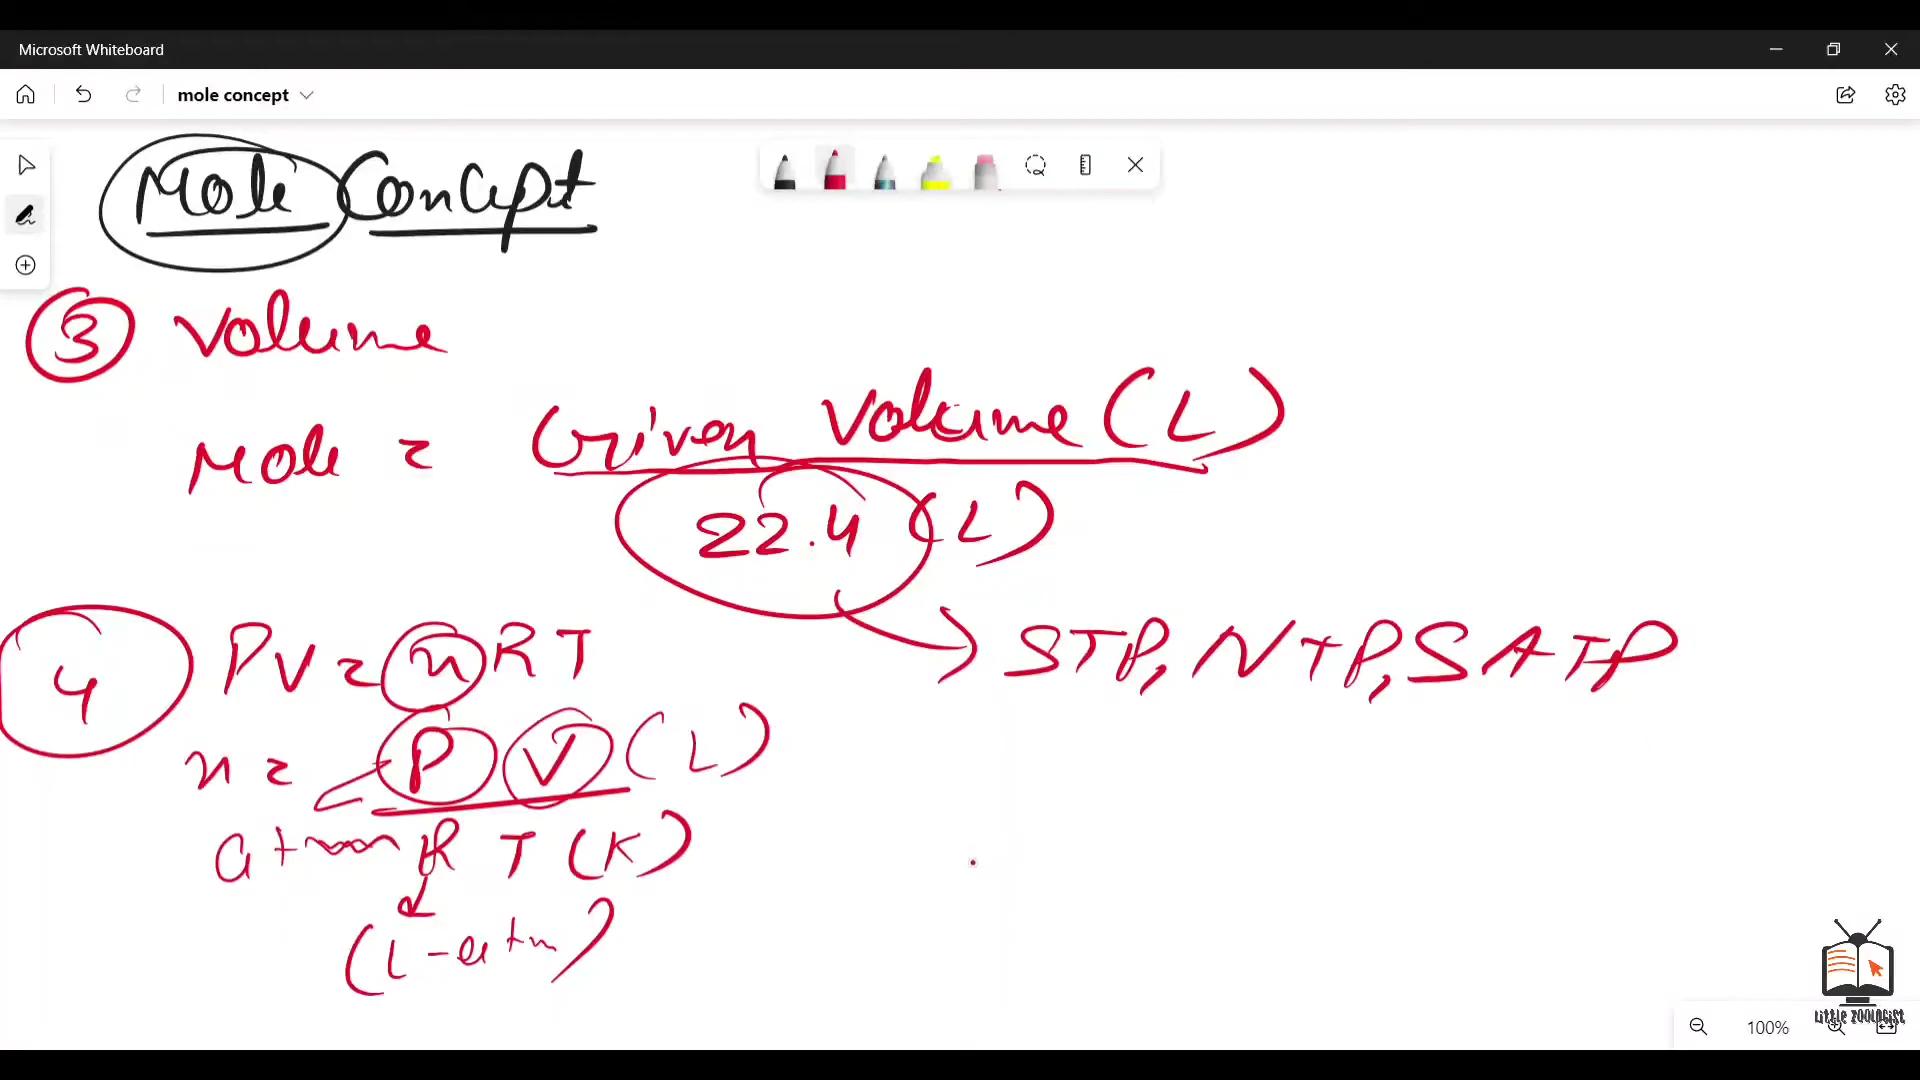 Microsoft Whiteboard
mole concept
Mole Concept
3 Volume
Mole = Given Volume (L)
22.4 (L)
STP, NTP, SATP
4 PV = nRT
n = PV (L)
atm R T (K)
(L-atm)
LITTLE ZOOLOGIST
100%